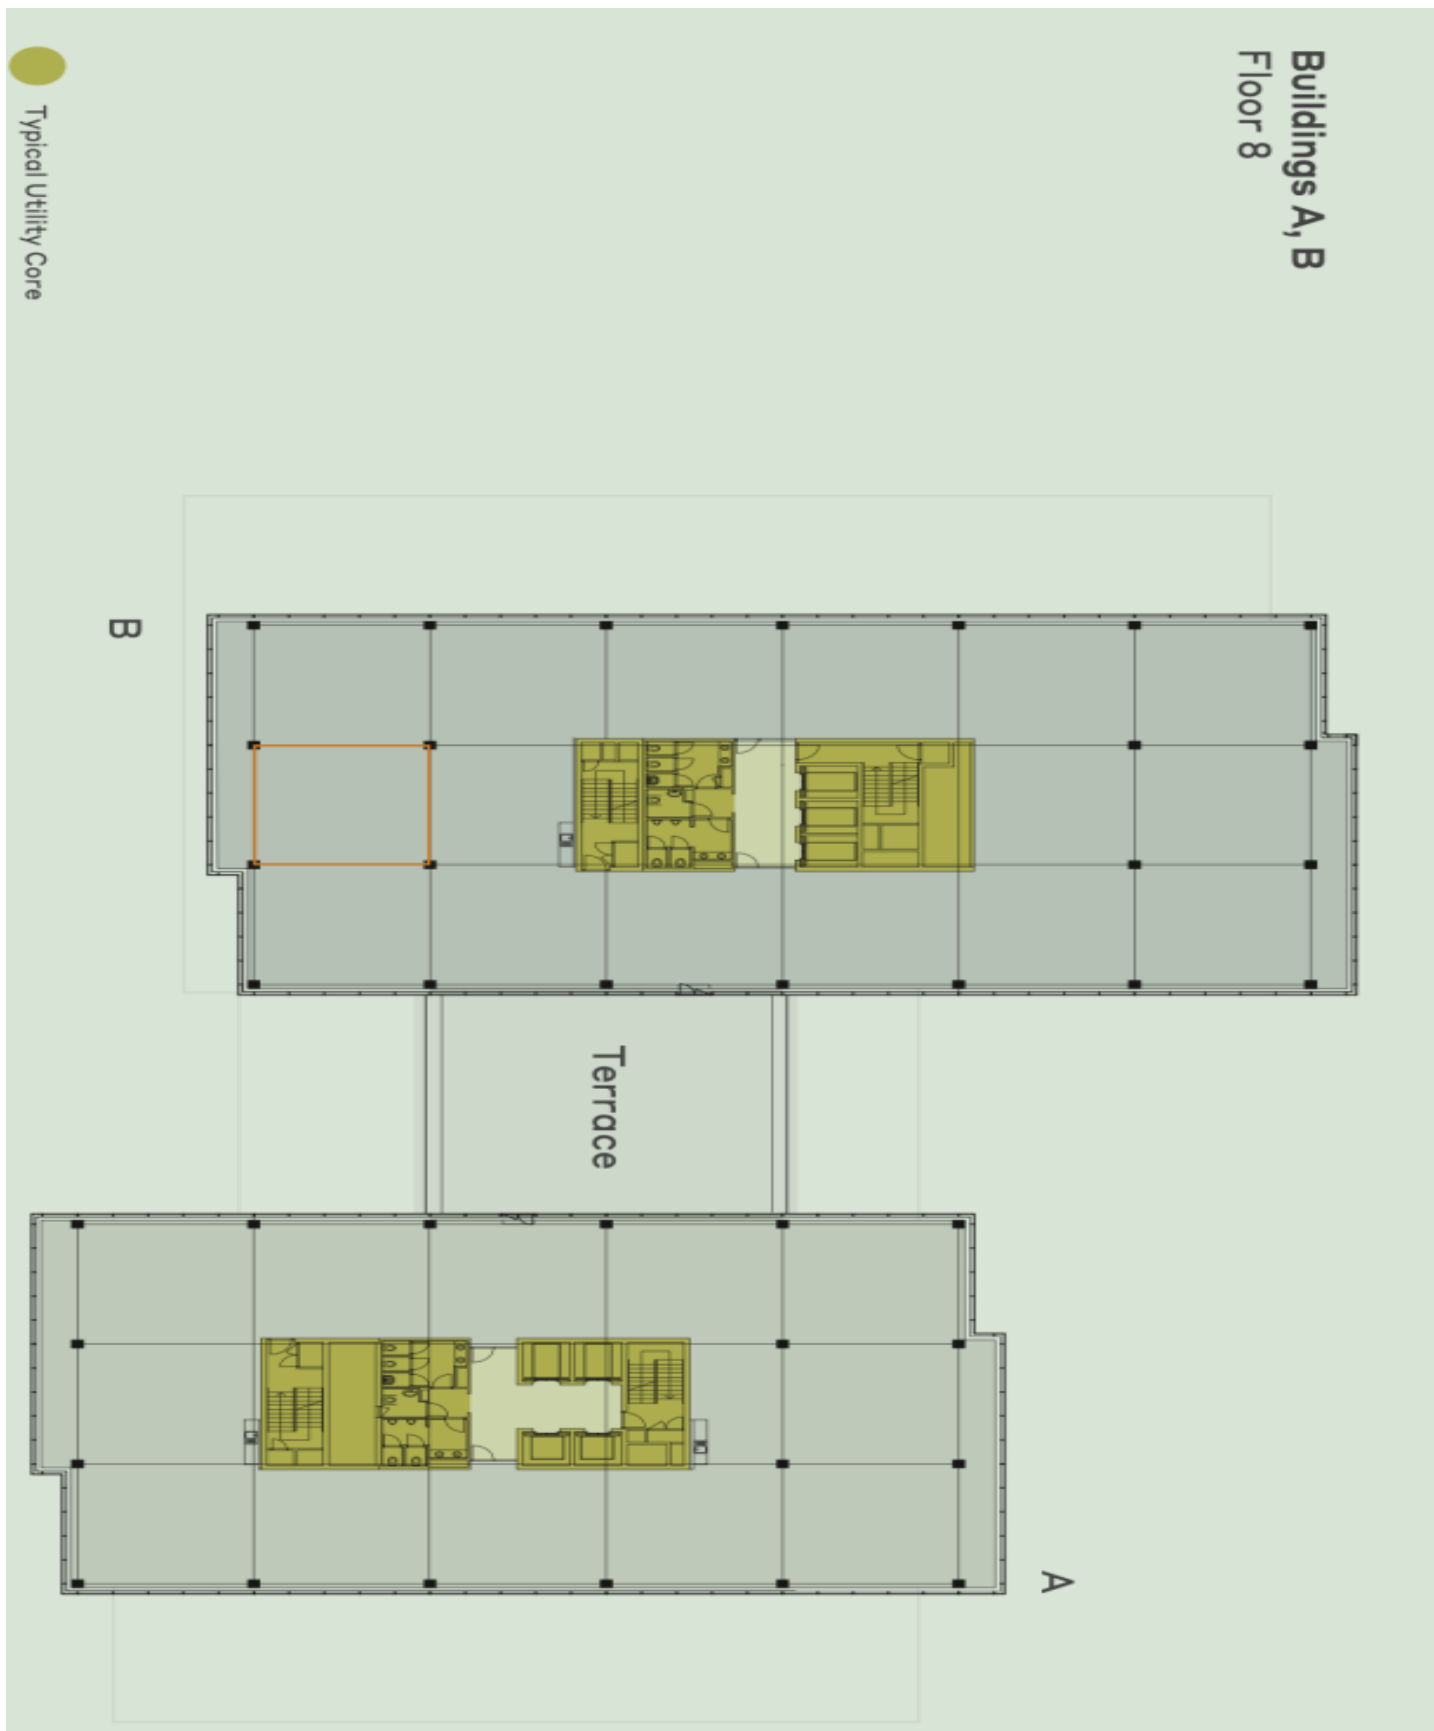 Buildings A, B
Floor 8
B
Terrace
A
Typical Utility Core